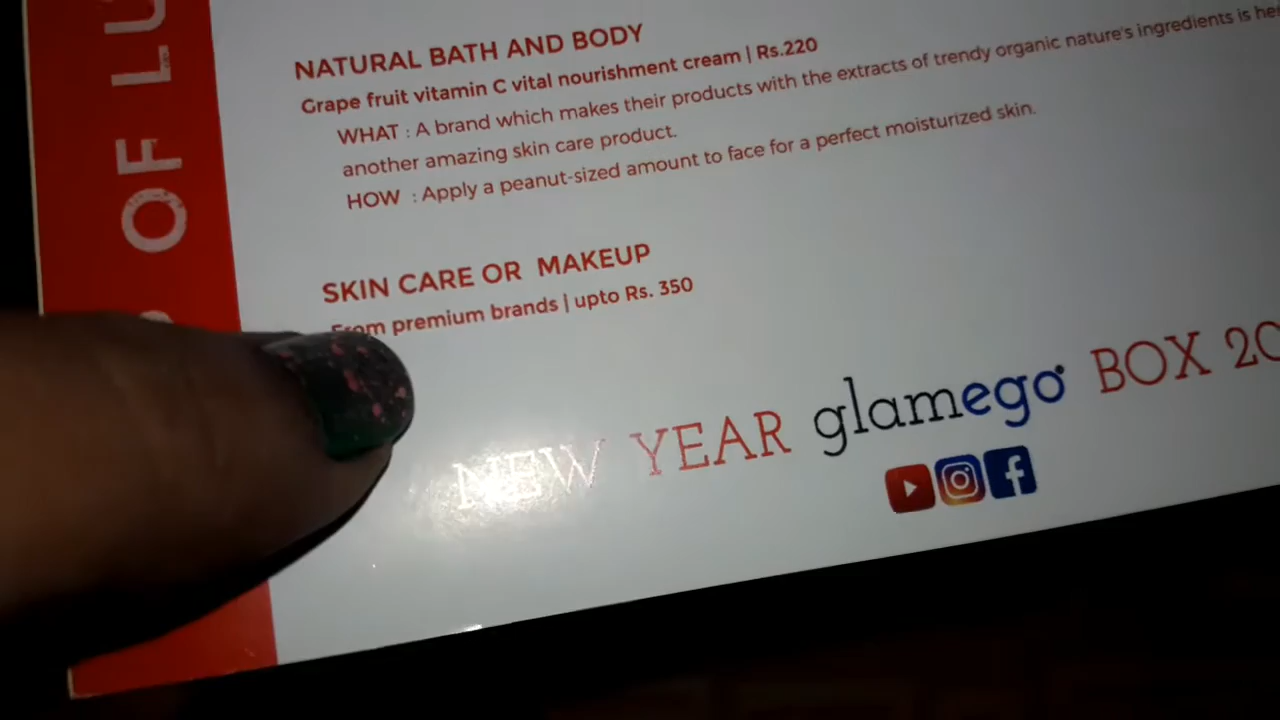 NATURAL BATH AND BODY
Grape fruit vitamin C vital nourishment cream | Rs.220
WHAT : A brand which makes their products with the extracts of trendy organic nature's ingredients is
another amazing skin care product.
HOW : Apply a peanut-sized amount to face for a perfect moisturized skin.
SKIN CARE OR MAKEUP
From premium brands | upto Rs. 350
NEW YEAR glamego BOX
OF